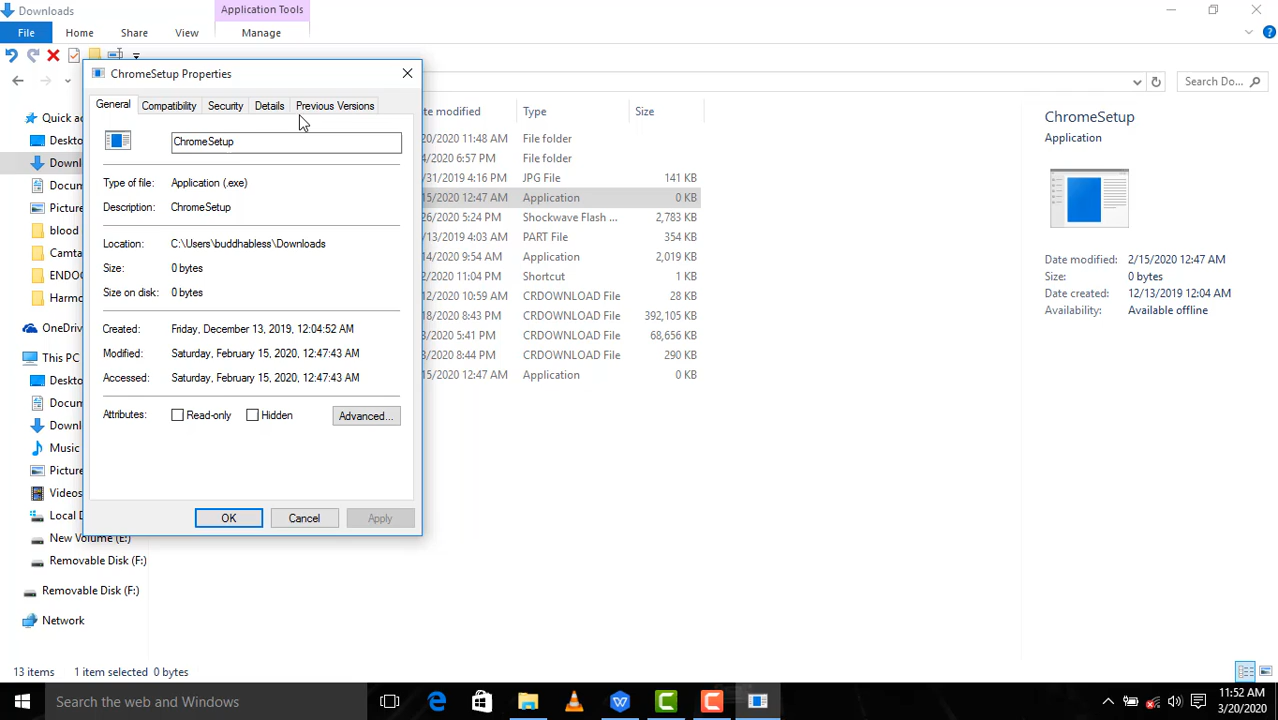 Downloads
Application Tools
File Home Share View Manage
Search Do...
ChromeSetup Properties
General Compatibility Security Details Previous Versions
ChromeSetup
Type of file: Application (.exe)
Description: ChromeSetup
Location: C:\Users\buddhabless\Downloads
Size: 0 bytes
Size on disk: 0 bytes
Created: Friday, December 13, 2019, 12:04:52 AM
Modified: Saturday, February 15, 2020, 12:47:43 AM
Accessed: Saturday, February 15, 2020, 12:47:43 AM
Attributes: Read-only Hidden Advanced...
OK Cancel Apply
Quick ac
Deskto
Downl
Docum
Picture
blood
Camta
ENDOC
Harmo
OneDriv
This PC
Deskto
Docum
Downl
Music
Picture
Videos
Local D
New Volume (E:)
Removable Disk (F:)
Removable Disk (F:)
Network
te modified Type Size
20/2020 11:48 AM File folder
4/2020 6:57 PM File folder
/31/2019 4:16 PM JPG File 141 KB
15/2020 12:47 AM Application 0 KB
26/2020 5:24 PM Shockwave Flash ... 2,783 KB
/13/2019 4:03 AM PART File 354 KB
14/2020 9:54 AM Application 2,019 KB
2/2020 11:04 PM Shortcut 1 KB
12/2020 10:59 AM CRDOWNLOAD File 28 KB
18/2020 8:43 PM CRDOWNLOAD File 392,105 KB
3/2020 5:41 PM CRDOWNLOAD File 68,656 KB
3/2020 8:44 PM CRDOWNLOAD File 290 KB
15/2020 12:47 AM Application 0 KB
ChromeSetup
Application
Date modified: 2/15/2020 12:47 AM
Size: 0 bytes
Date created: 12/13/2019 12:04 AM
Availability: Available offline
13 items 1 item selected 0 bytes
Search the web and Windows
11:52 AM
3/20/2020